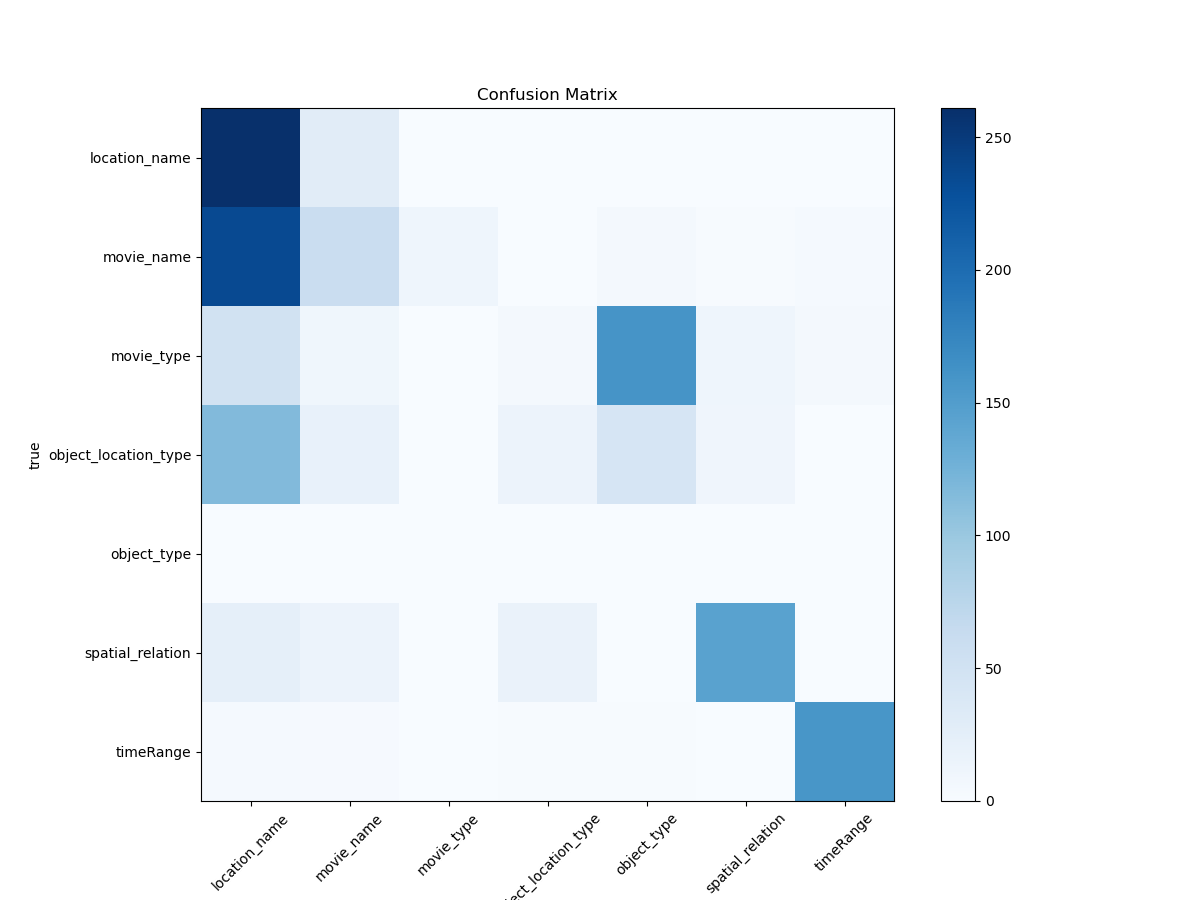 Confusion Matrix
location_name
movie_name
movie_type
object_location_type
object_type
spatial_relation
timeRange
true
location_name
movie_name
movie_type
ect_location_type
object_type
spatial_relation
timeRange
250
200
150
100
50
0